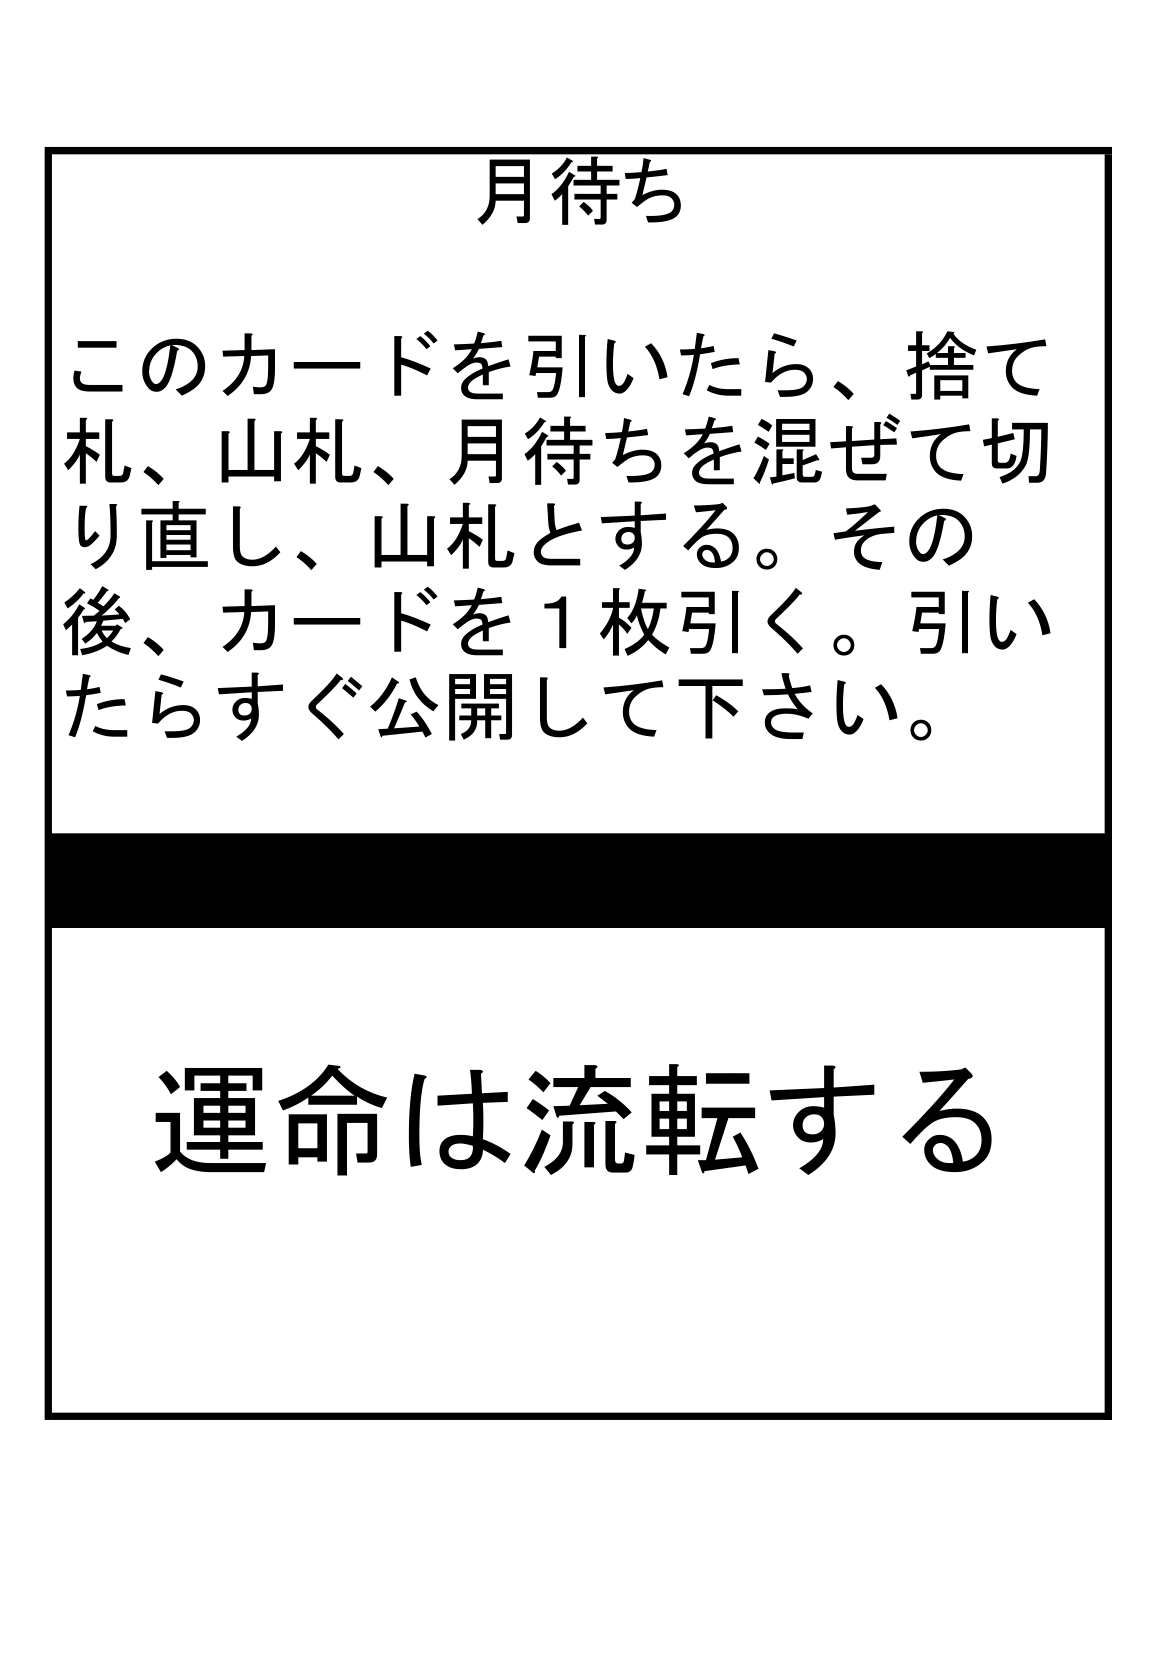 月待ち
このカードを引いたら、捨て
札、山札、月待ちを混ぜて切
り直し、山札とする。その
後、カードを１枚引く。引い
たらすぐ公開して下さい。
運命は流転する